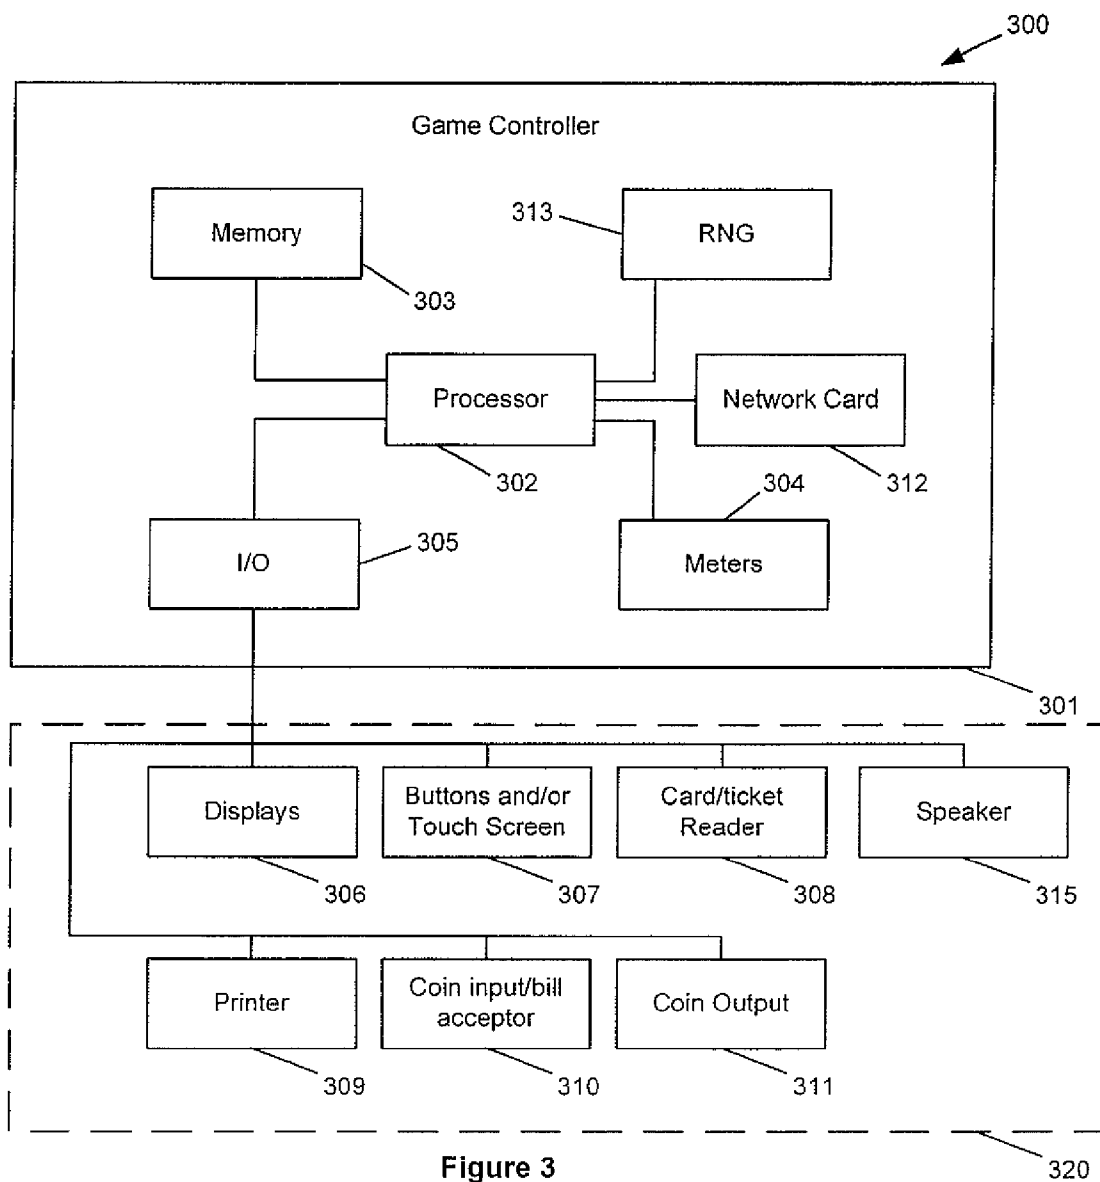 300
Game Controller
Memory
313
RNG
303
Processor
Network Card
302
304
312
I/O
305
Meters
301
Displays
Buttons and/or
Touch Screen
Card/ticket
Reader
Speaker
306
307
308
315
Printer
Coin input/bill
acceptor
Coin Output
309
310
311
320
Figure 3